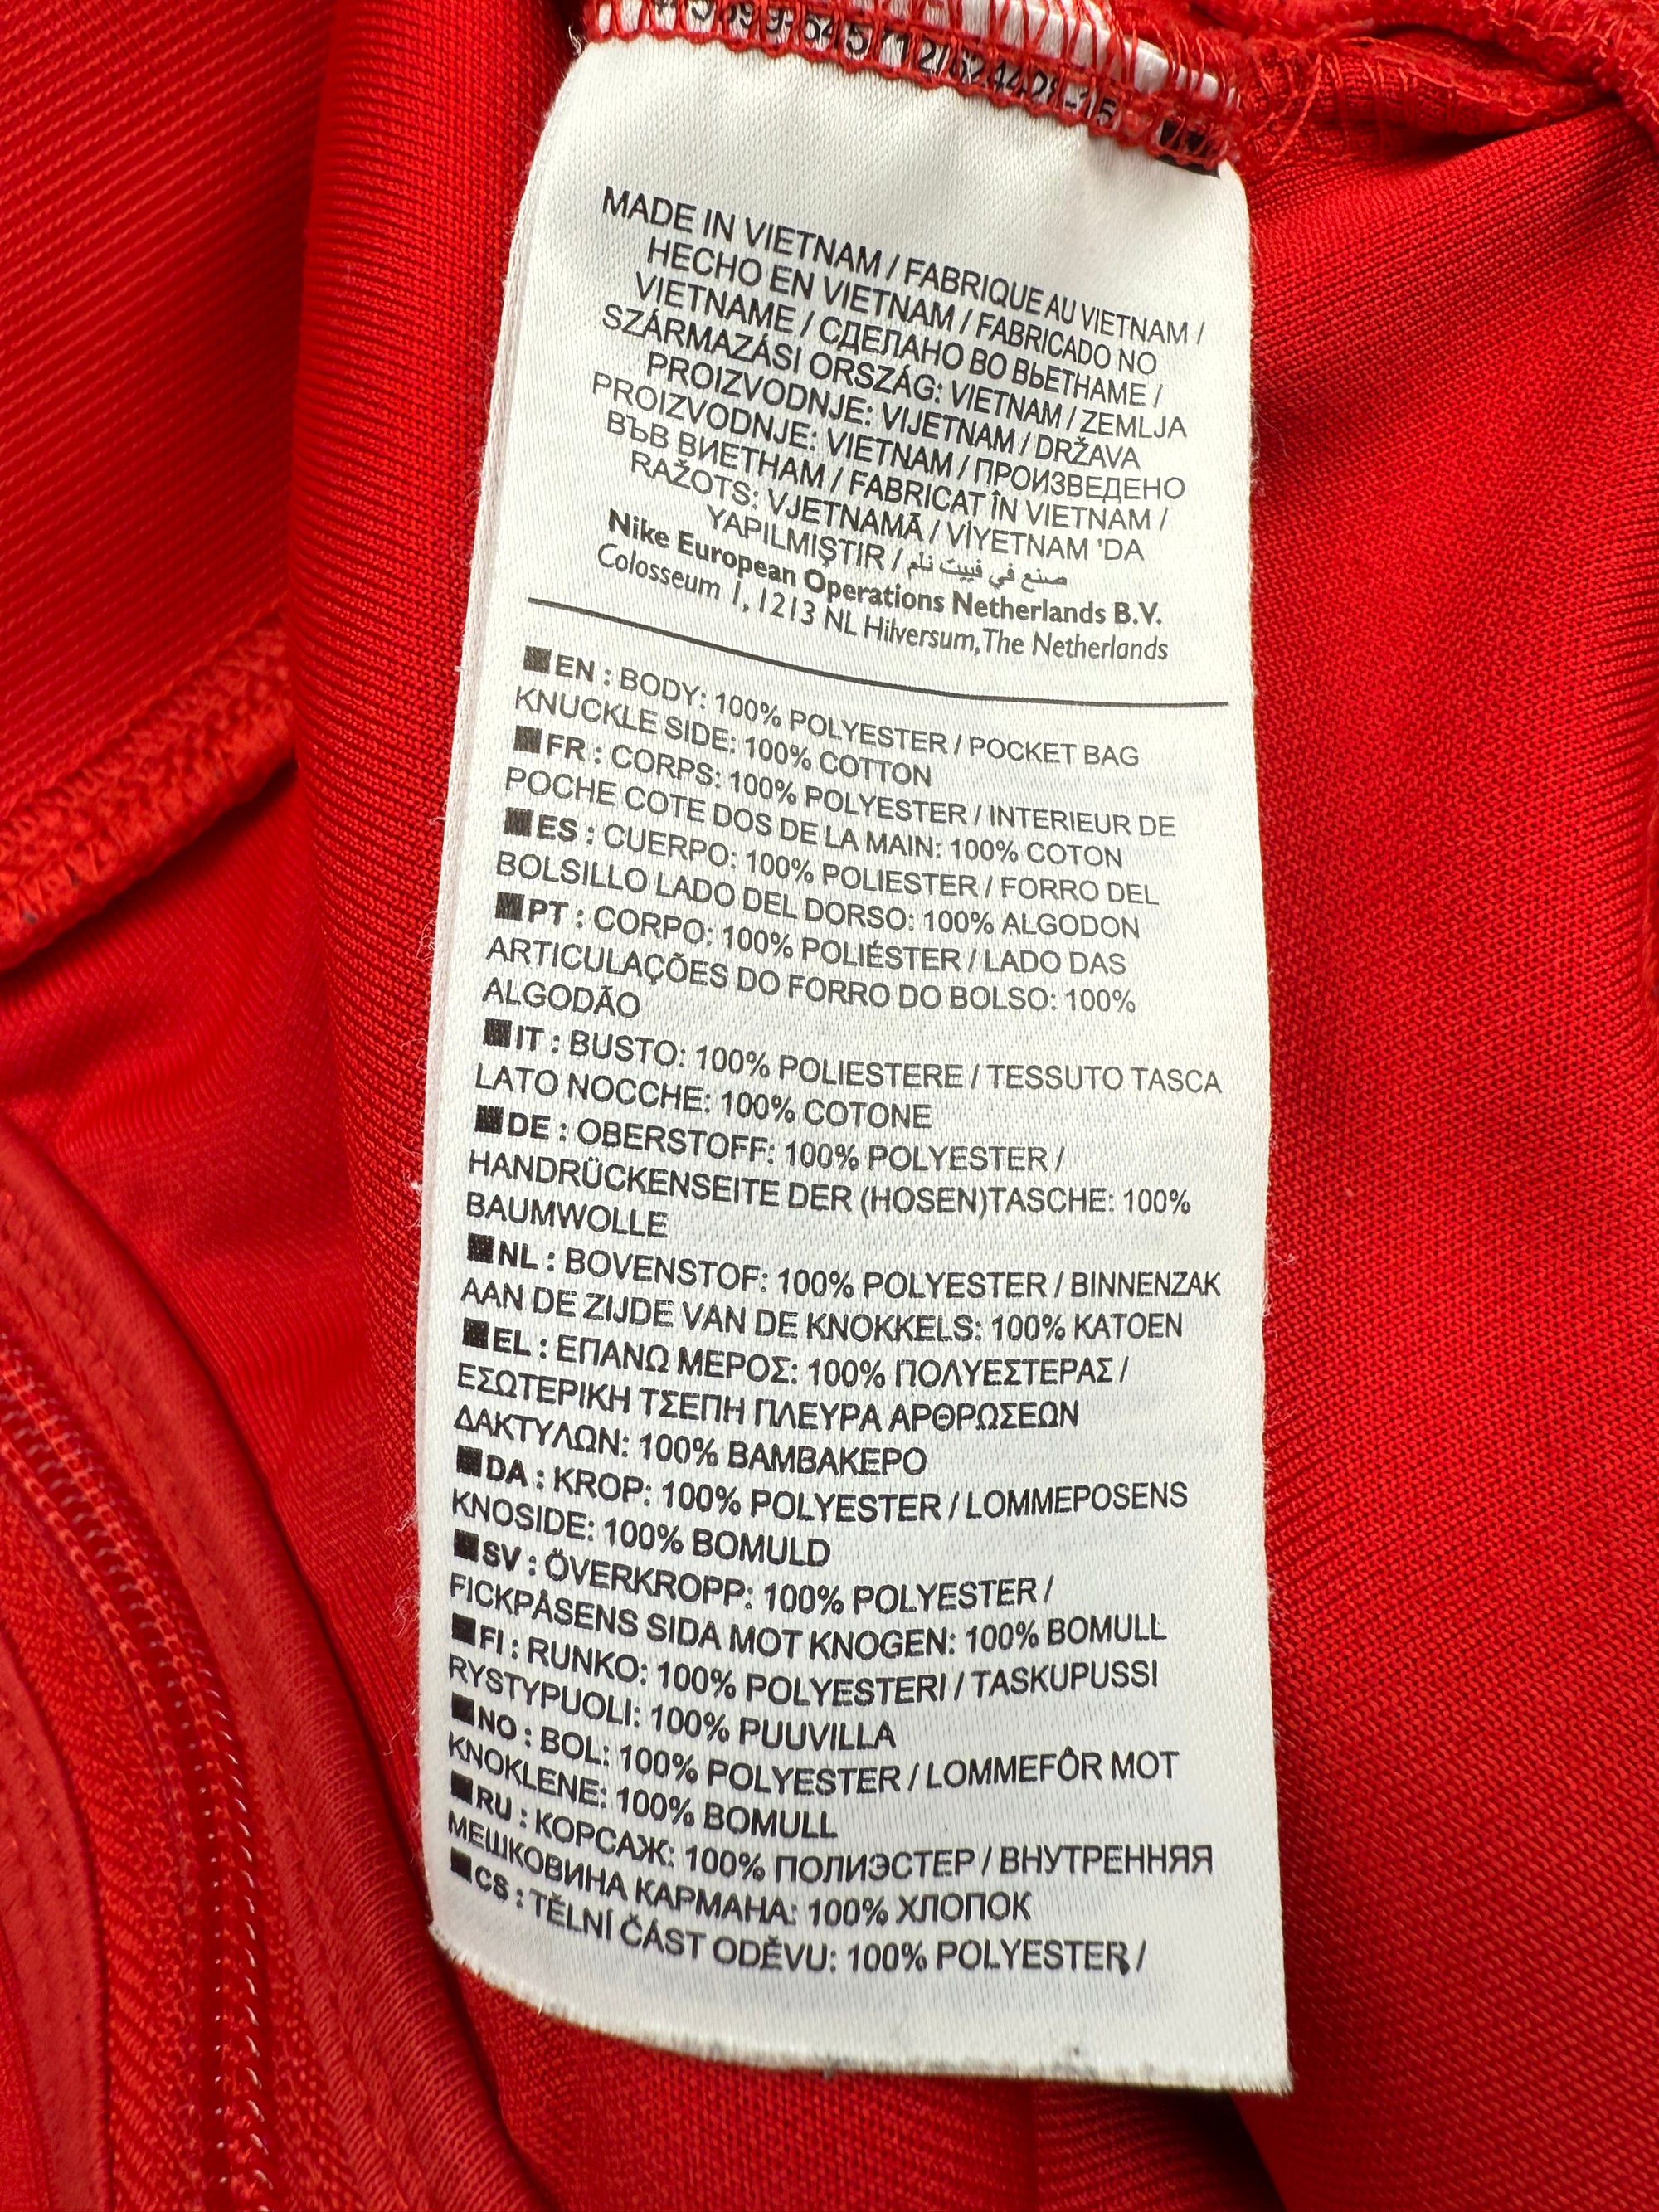 MADE IN VIETNAM / FABRIQUE AU VIETNAM /
HECHO EN VIETNAM / FABRICADO NO
VIETNAME / СДЕЛАНО ВО ВЬЕТНАМЕ /
SZÁRMAZÁSI ORSZÁG: VIETNAM / ZEMLJA
PROIZVODNJE: VIJETNAM / DRŽAVA
PROIZVODNJE: VIETNAM / ПРОИЗВЕДЕНО
ВЪВ ВИЕТНАМ / FABRICAT ÎN VIETNAM /
RAŽOTS: VJETNAMĀ / VİYETNAM 'DA
YAPILMIŞTIR / صنع في فييت نام
Nike European Operations Netherlands B.V.
Colosseum 1, 1213 NL Hilversum, The Netherlands
EN : BODY: 100% POLYESTER / POCKET BAG
KNUCKLE SIDE: 100% COTTON
FR : CORPS: 100% POLYESTER / INTERIEUR DE
POCHE COTE DOS DE LA MAIN: 100% COTON
ES : CUERPO: 100% POLIESTER / FORRO DEL
BOLSILLO LADO DEL DORSO: 100% ALGODON
PT : CORPO: 100% POLIÉSTER / LADO DAS
ARTICULAÇÕES DO FORRO DO BOLSO: 100%
ALGODÃO
IT : BUSTO: 100% POLIESTERE / TESSUTO TASCA
LATO NOCCHE: 100% COTONE
DE : OBERSTOFF: 100% POLYESTER /
HANDRÜCKENSEITE DER (HOSEN)TASCHE: 100%
BAUMWOLLE
NL : BOVENSTOF: 100% POLYESTER / BINNENZAK
AAN DE ZIJDE VAN DE KNOKKELS: 100% KATOEN
EL : ΕΠΑΝΩ ΜΕΡΟΣ: 100% ΠΟΛΥΕΣΤΕΡΑΣ /
ΕΣΩΤΕΡΙΚΗ ΤΣΕΠΗ ΠΛΕΥΡΑ ΑΡΘΡΩΣΕΩΝ
ΔΑΚΤΥΛΩΝ: 100% ΒΑΜΒΑΚΕΡΟ
DA : KROP: 100% POLYESTER / LOMMEPOSENS
KNOSIDE: 100% BOMULD
SV : ÖVERKROPP: 100% POLYESTER /
FICKPÅSENS SIDA MOT KNOGEN: 100% BOMULL
FI : RUNKO: 100% POLYESTERI / TASKUPUSSI
RYSTYPUOLI: 100% PUUVILLA
NO : BOL: 100% POLYESTER / LOMMEFÔR MOT
KNOKLENE: 100% BOMULL
RU : КОРСАЖ: 100% ПОЛИЭСТЕР / ВНУТРЕННЯЯ
МЕШКОВИНА КАРМАНА: 100% ХЛОПОК
CS : TĚLNÍ ČÁST ODĚVU: 100% POLYESTER /